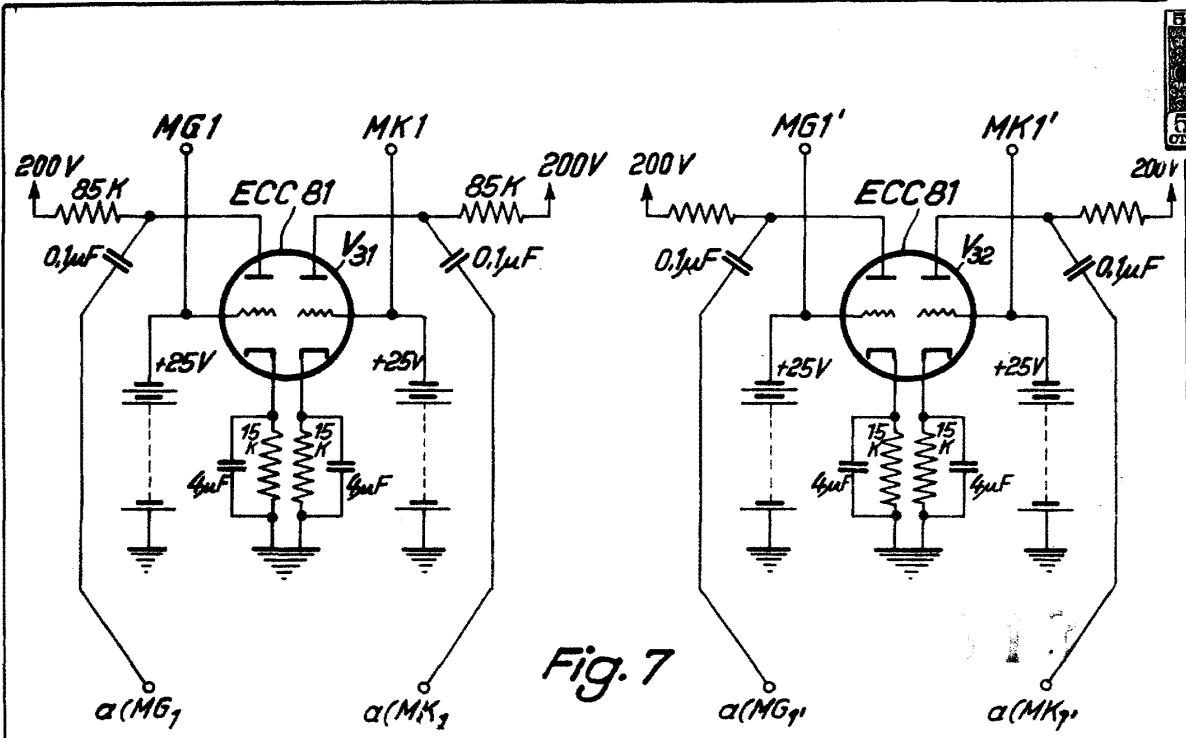 MG1
MK1
MG1'
MK1'
200V
85K
ECC 81
85K
200V
200V
ECC81
200V
0.1µF
V31
0.1µF
0.1µF
V32
0.1µF
+25V
+25V
+25V
+25V
15
K
15
K
15
K
15
K
4µF
4µF
4µF
4µF
Fig. 7
a(MG1
a(MK1
a(MG1'
a(MK1'